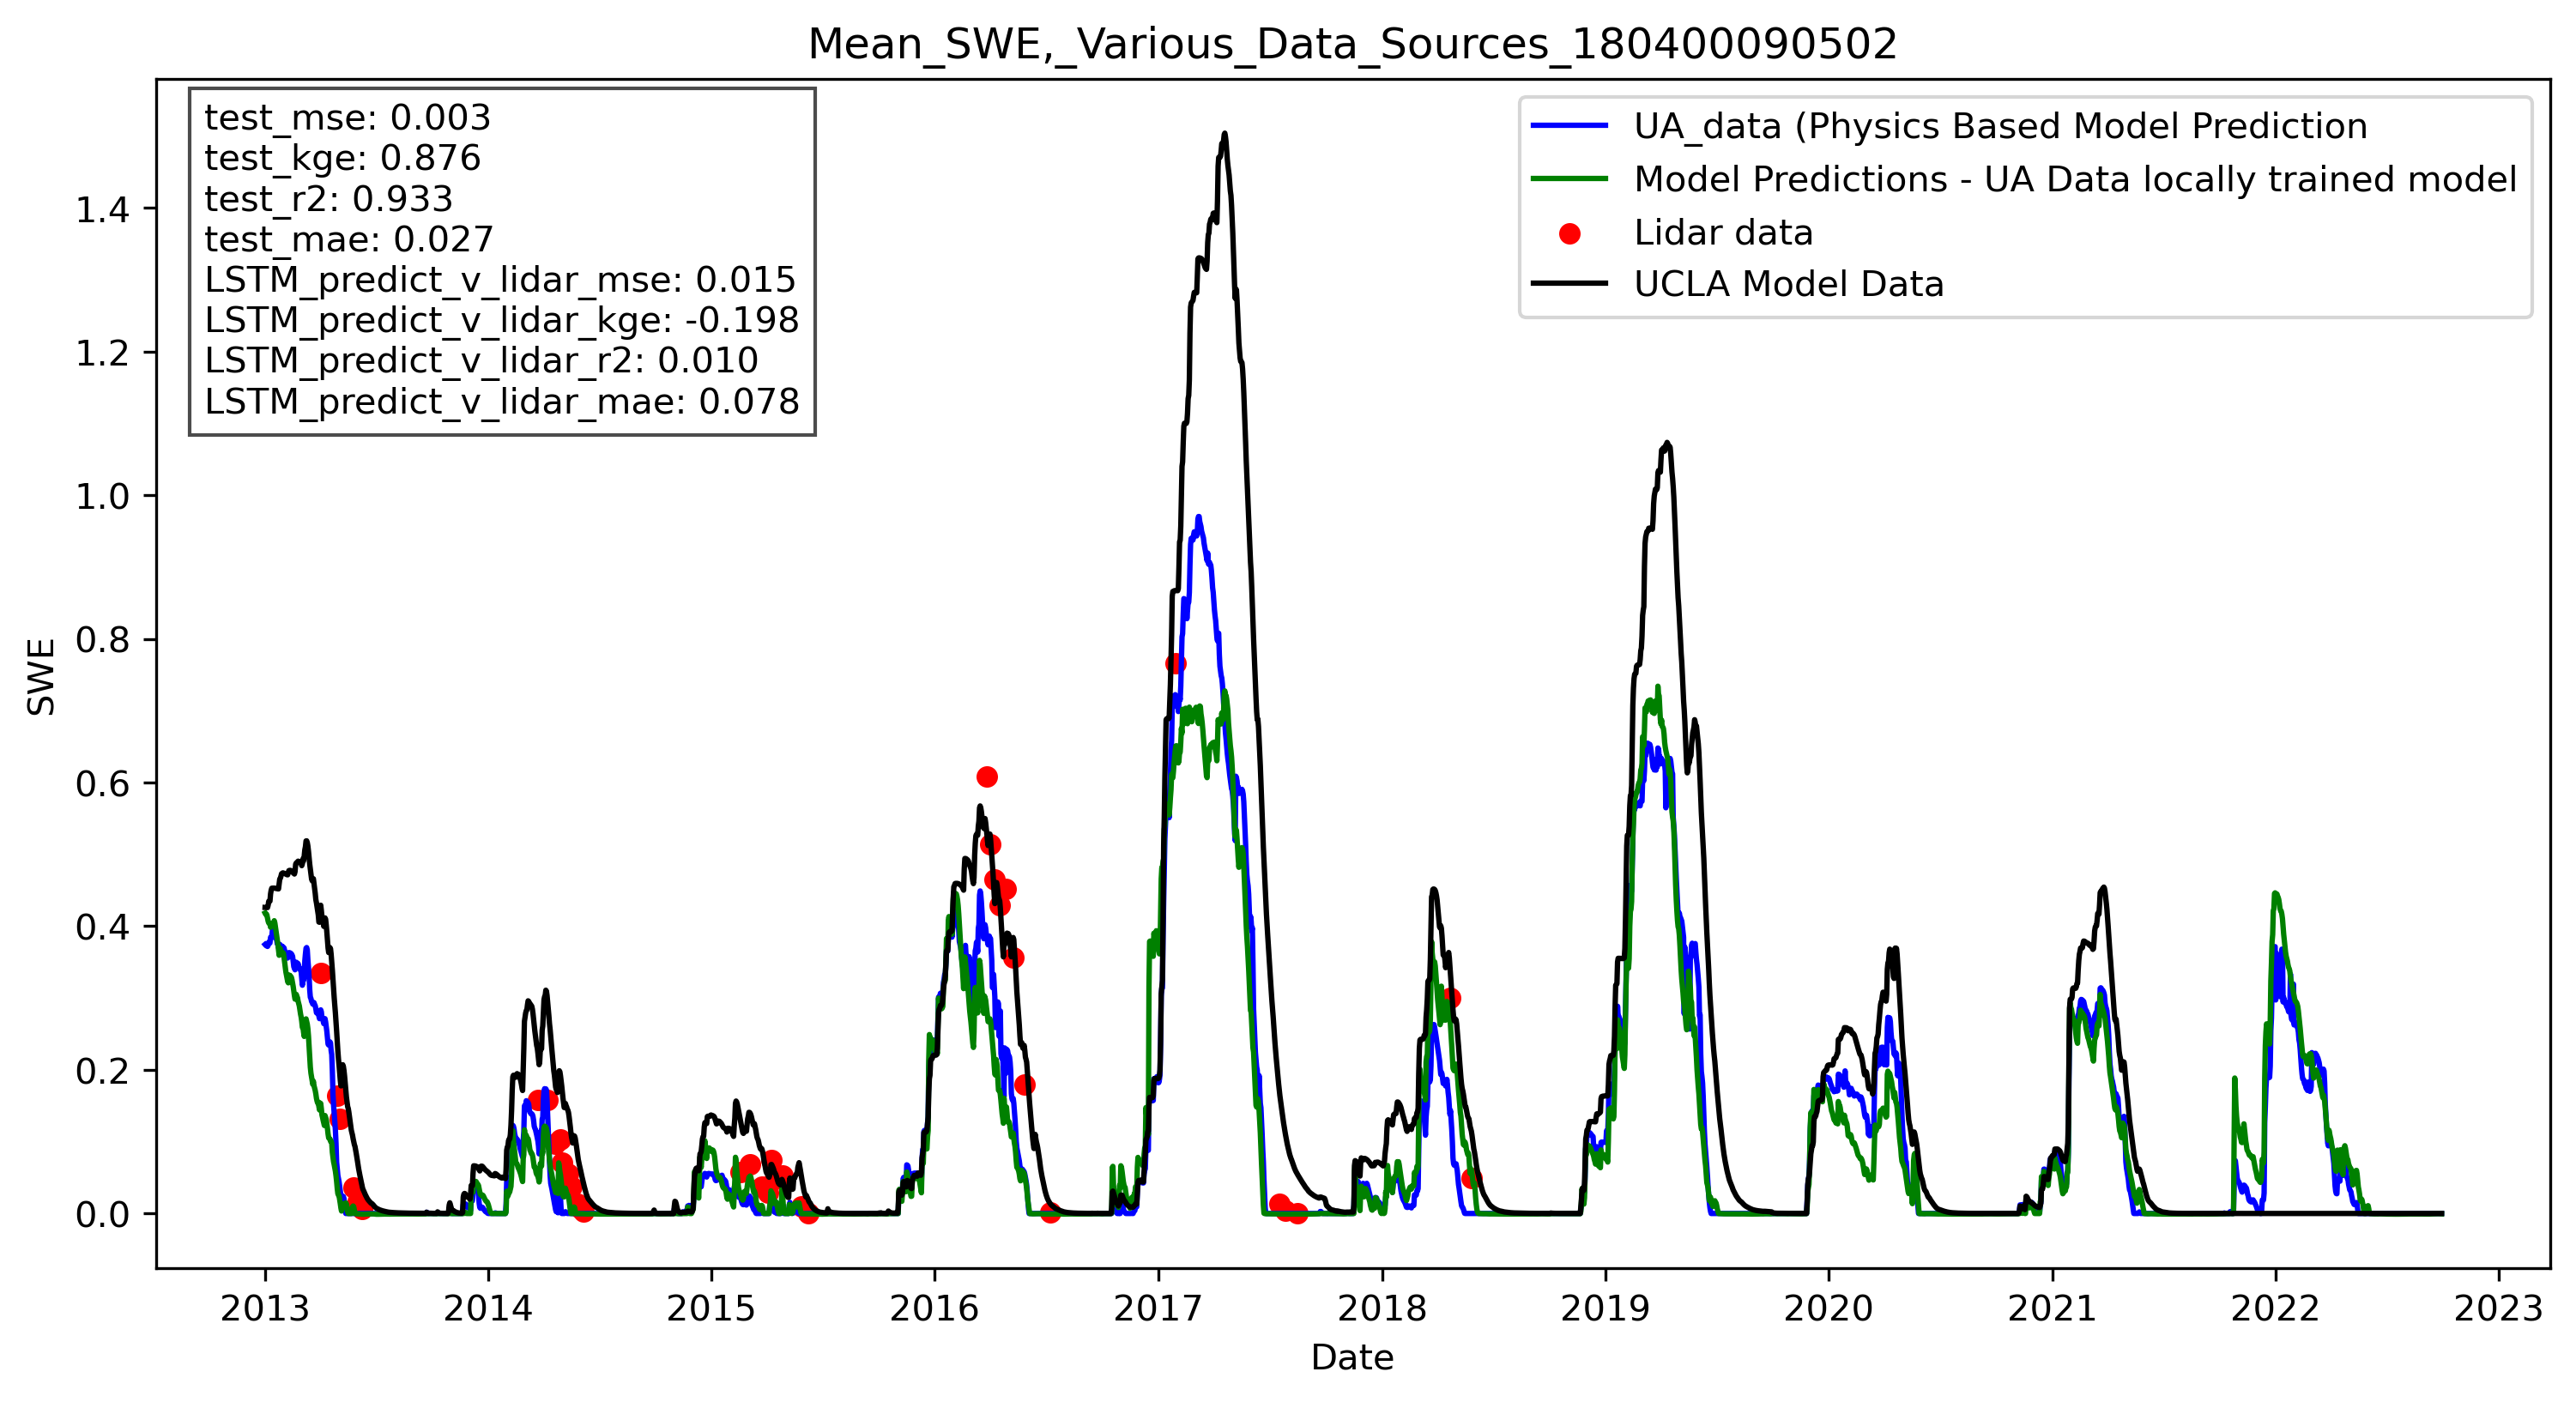 Mean_SWE,_Various_Data_Sources_180400090502
test_mse: 0.003
test_kge: 0.876
test_r2: 0.933
test_mae: 0.027
LSTM_predict_v_lidar_mse: 0.015
LSTM_predict_v_lidar_kge: -0.198
LSTM_predict_v_lidar_r2: 0.010
LSTM_predict_v_lidar_mae: 0.078
UA_data (Physics Based Model Prediction
Model Predictions - UA Data locally trained model
Lidar data
UCLA Model Data
SWE
1.4
1.2
1.0
0.8
0.6
0.4
0.2
0.0
2013 2014 2015 2016 2017 2018 2019 2020 2021 2022 2023
Date